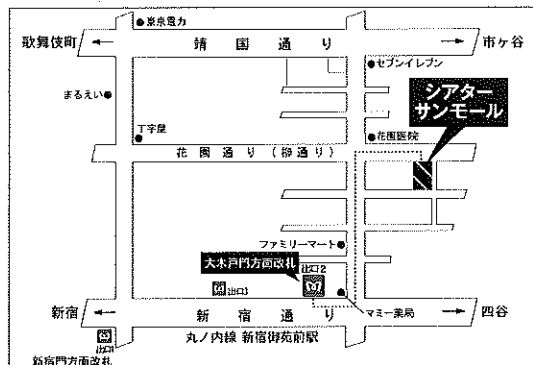 東京電力
歌舞伎町
靖国通り
市ヶ谷
セブンイレブン
まるえい
シアター
サンモール
丁字屋
花園医院
花園通り(柳通り)
ファミリーマート
大木戸門方面改札
出口2
出口3
新宿
新宿通り
マミー薬局
四谷
出口1
丸ノ内線 新宿御苑前駅
新宿門方面改札